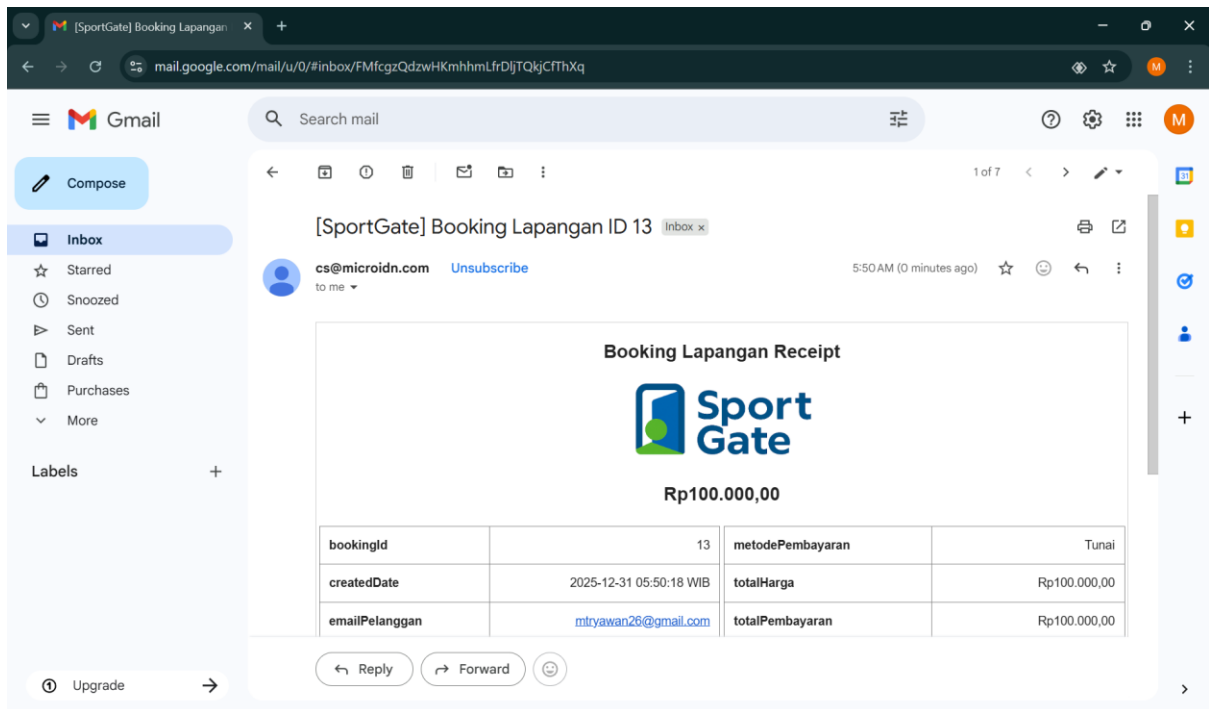 [SportGate] Booking Lapangan
mail.google.com/mail/u/0/#inbox/FMfcgzQdzwHKmhhmLfrDljTQkjCfThXq
M
Gmail
Search mail
M
Compose
1 of 7
31
[SportGate] Booking Lapangan ID 13 Inbox x
Inbox
Starred
Snoozed
Sent
Drafts
Purchases
More
Labels
cs@microidn.com Unsubscribe 5:50 AM (0 minutes ago)
to me
Booking Lapangan Receipt
Sport
Gate
Rp100.000,00
bookingId 13 metodePembayaran Tunai
createdDate 2025-12-31 05:50:18 WIB totalHarga Rp100.000,00
emailPelanggan mtryawan26@gmail.com totalPembayaran Rp100.000,00
Reply Forward
1 Upgrade